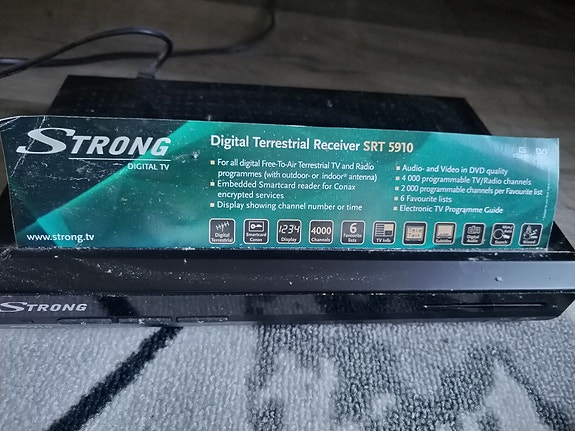 STRONG
DIGITAL TV
Digital Terrestrial Receiver SRT 5910
For all digital Free-To-Air Terrestrial TV and Radio
programmes (with outdoor- or indoor² antenna)
Embedded Smartcard reader for Conax
encrypted services
Display showing channel number or time
Audio- and Video in DVD quality
4 000 programmable TV/Radio channels
2 000 programmable channels per Favourite list
6 Favourite lists
Electronic TV Programme Guide
www.strong.tv
Digital
Terrestrial
Smartcard
Conax
1234
Display
4000
Channels
6
Favourite
lists
TV Info
Subtitles
STRONG